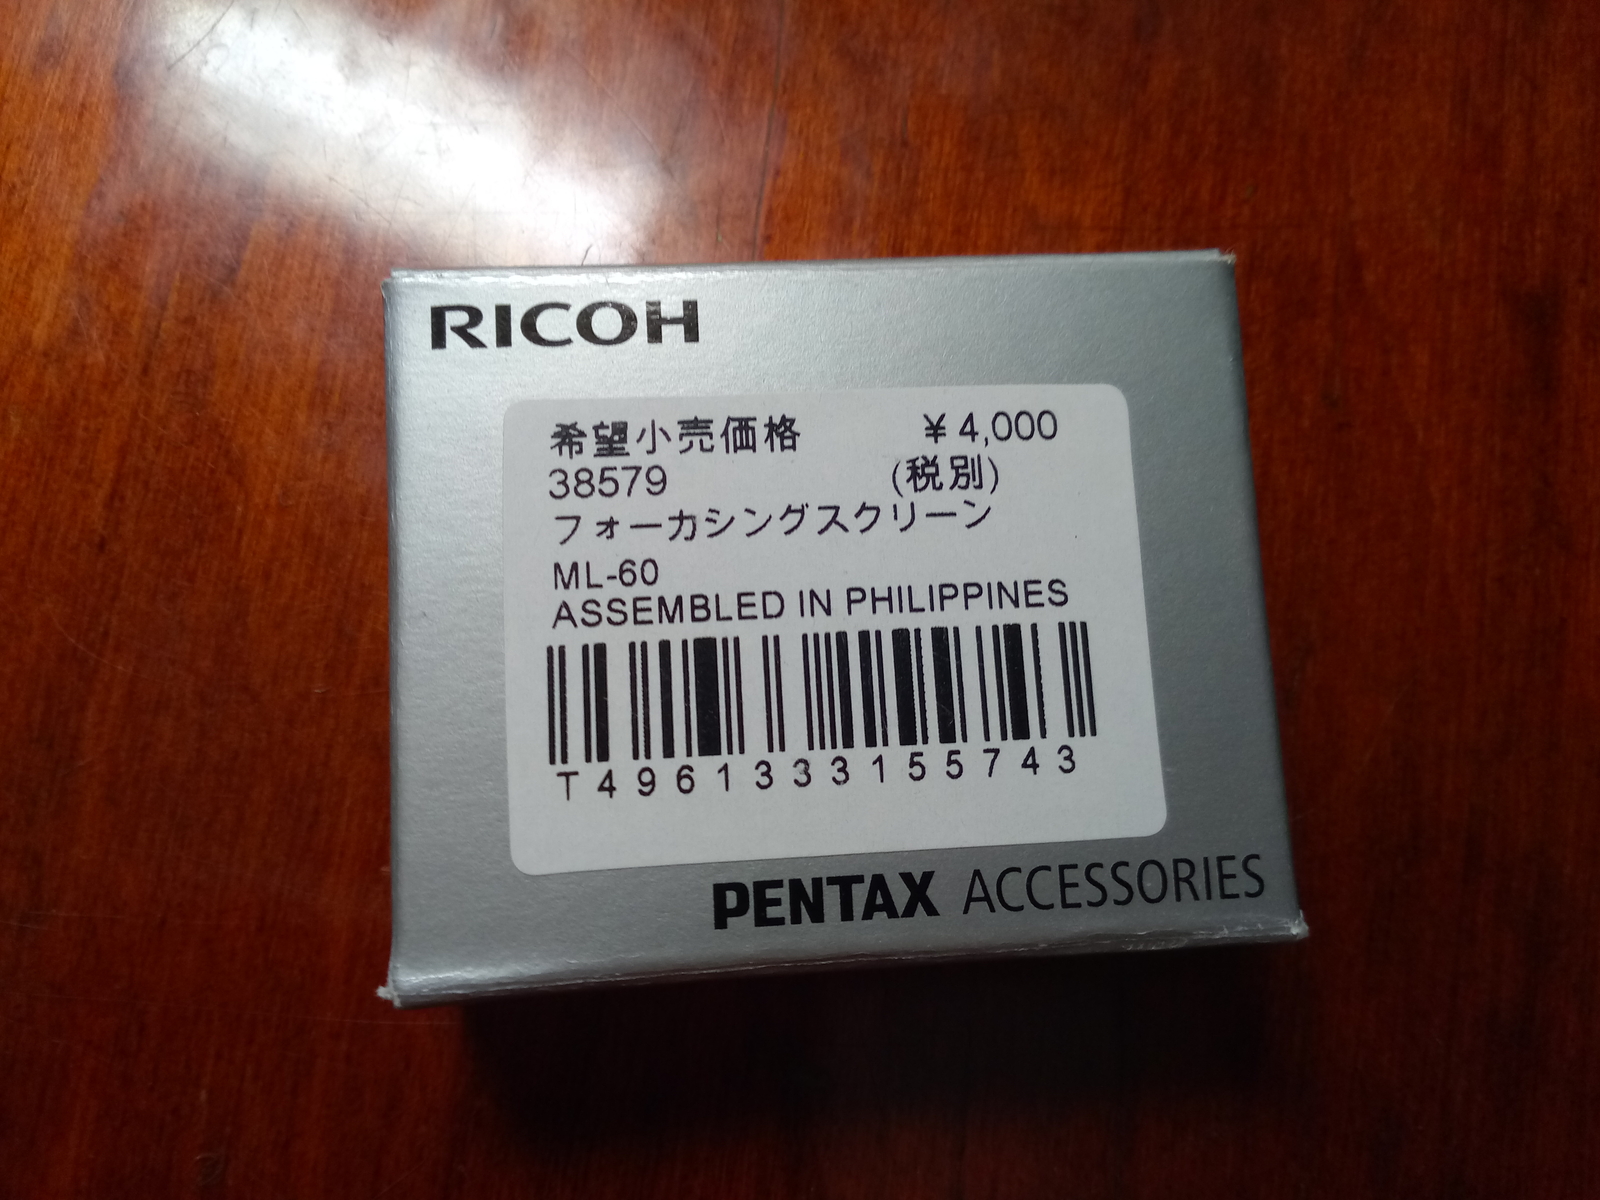 RICOH
希望小売価格 ¥4,000
38579 (税別)
フォーカシングスクリーン
ML-60
ASSEMBLED IN PHILIPPINES
T4961333155743
PENTAX ACCESSORIES